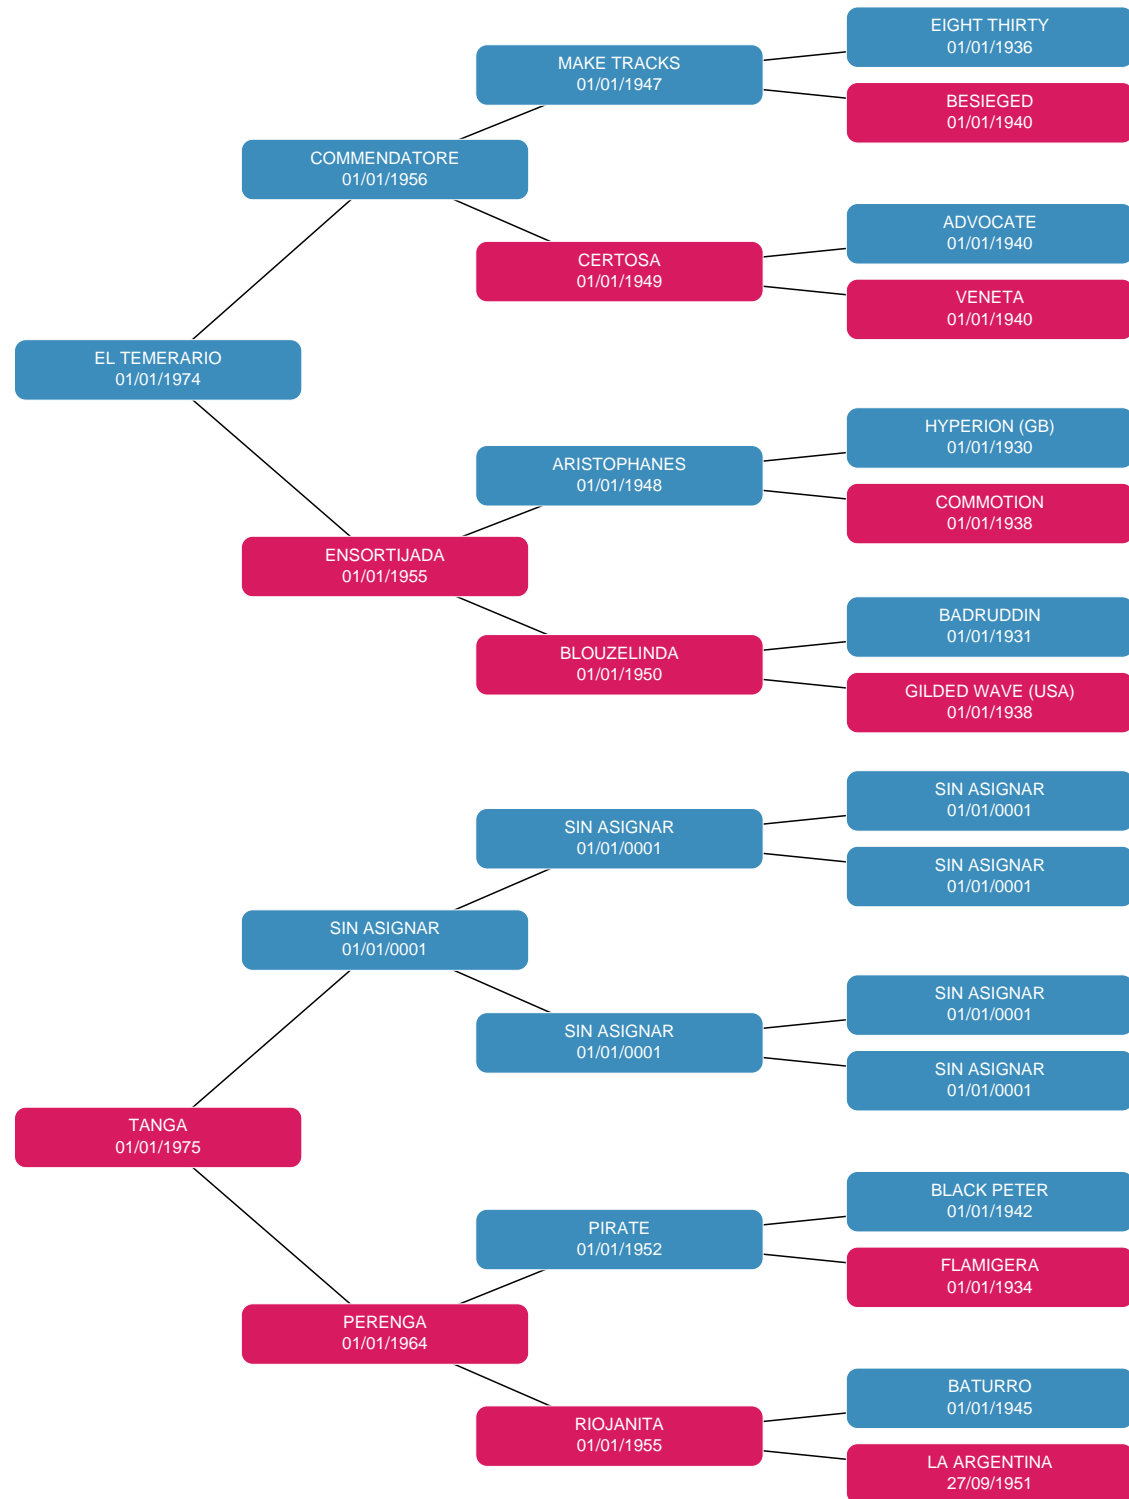 EIGHT THIRTY
01/01/1936
MAKE TRACKS
01/01/1947
BESIEGED
01/01/1940
COMMENDATORE
01/01/1956
ADVOCATE
01/01/1940
CERTOSA
01/01/1949
VENETA
01/01/1940
EL TEMERARIO
01/01/1974
HYPERION (GB)
01/01/1930
ARISTOPHANES
01/01/1948
COMMOTION
01/01/1938
ENSORTIJADA
01/01/1955
BADRUDDIN
01/01/1931
BLOUZELINDA
01/01/1950
GILDED WAVE (USA)
01/01/1938
SIN ASIGNAR
01/01/0001
SIN ASIGNAR
01/01/0001
SIN ASIGNAR
01/01/0001
SIN ASIGNAR
01/01/0001
SIN ASIGNAR
01/01/0001
SIN ASIGNAR
01/01/0001
SIN ASIGNAR
01/01/0001
TANGA
01/01/1975
BLACK PETER
01/01/1942
PIRATE
01/01/1952
FLAMIGERA
01/01/1934
PERENGA
01/01/1964
BATURRO
01/01/1945
RIOJANITA
01/01/1955
LA ARGENTINA
27/09/1951